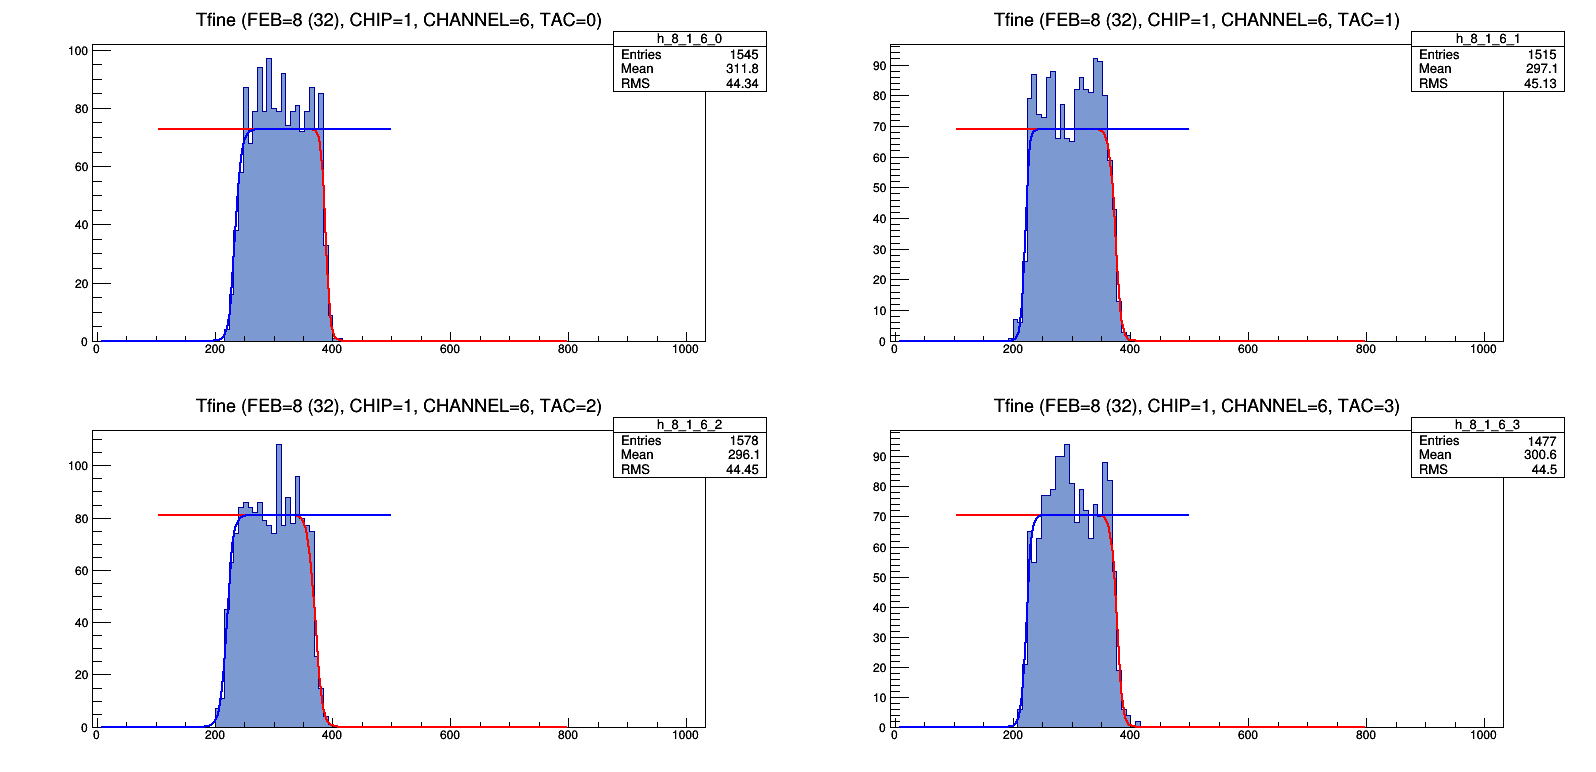 Tfine (FEB=8 (32), CHIP=1, CHANNEL=6, TAC=0)
h_8_1_6_0
Entries 1545
Mean 311.8
RMS 44.34
100
80
60
40
20
0
0 200 400 600 800 1000
Tfine (FEB=8 (32), CHIP=1, CHANNEL=6, TAC=1)
h_8_1_6_1
Entries 1515
Mean 297.1
RMS 45.13
90
80
70
60
50
40
30
20
10
0
0 200 400 600 800 1000
Tfine (FEB=8 (32), CHIP=1, CHANNEL=6, TAC=2)
h_8_1_6_2
Entries 1578
Mean 296.1
RMS 44.45
100
80
60
40
20
0
0 200 400 600 800 1000
Tfine (FEB=8 (32), CHIP=1, CHANNEL=6, TAC=3)
h_8_1_6_3
Entries 1477
Mean 300.6
RMS 44.5
90
80
70
60
50
40
30
20
10
0
0 200 400 600 800 1000